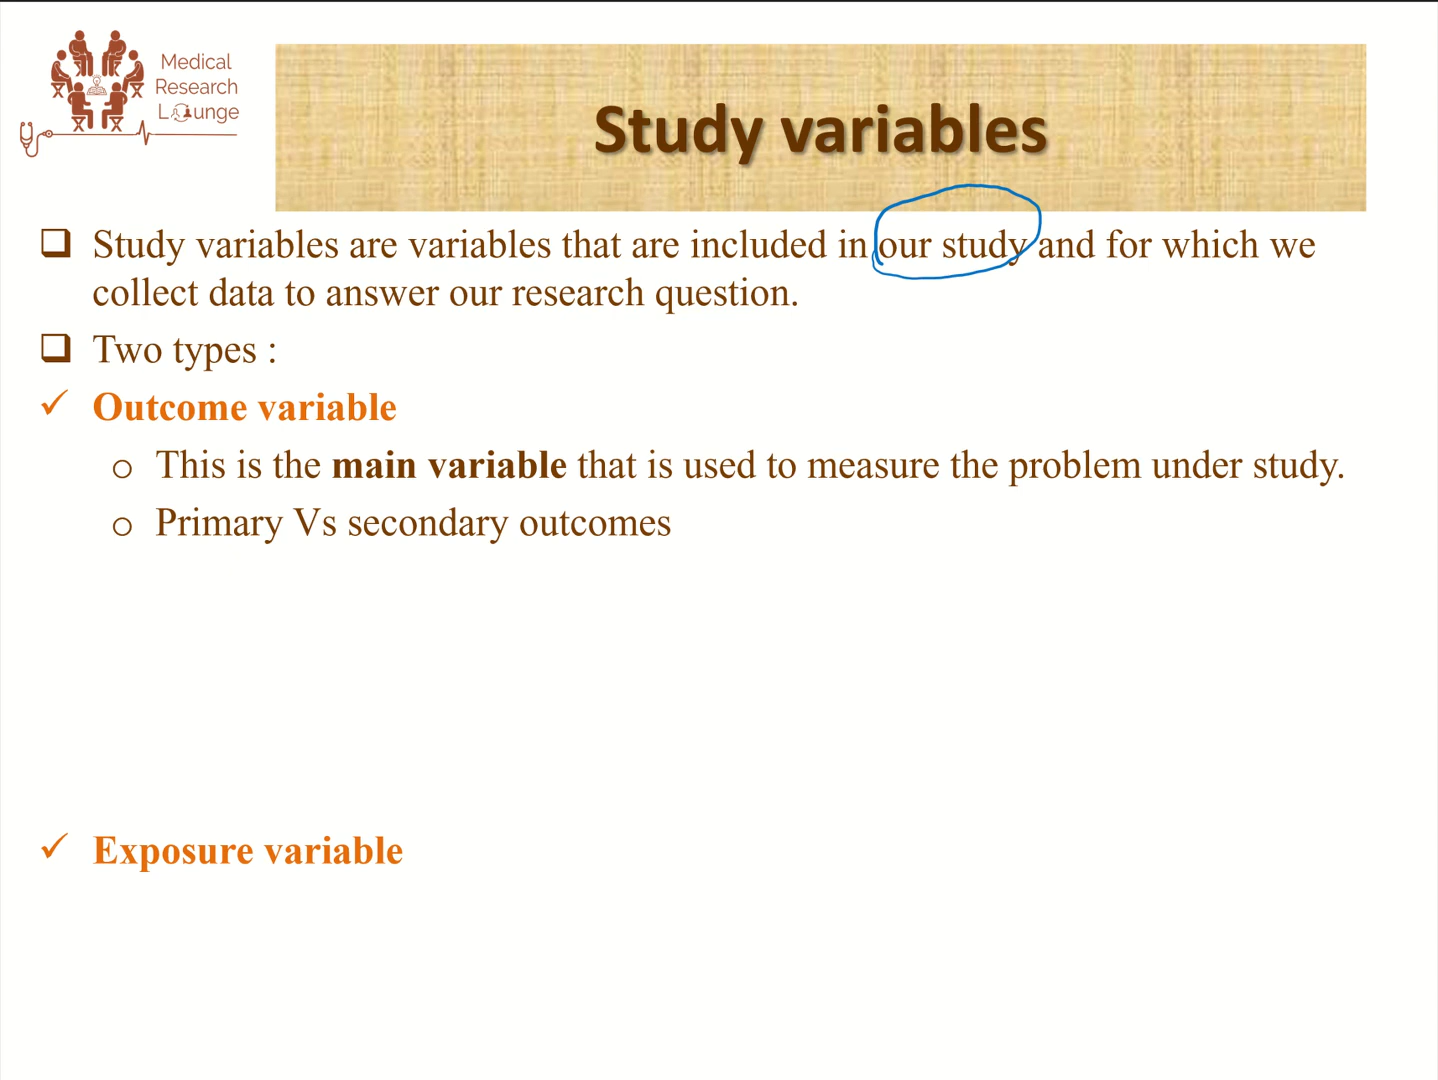 Medical
Research
Lounge
Study variables
Study variables are variables that are included in our study and for which we
collect data to answer our research question.
Two types :
Outcome variable
This is the main variable that is used to measure the problem under study.
Primary Vs secondary outcomes
Exposure variable